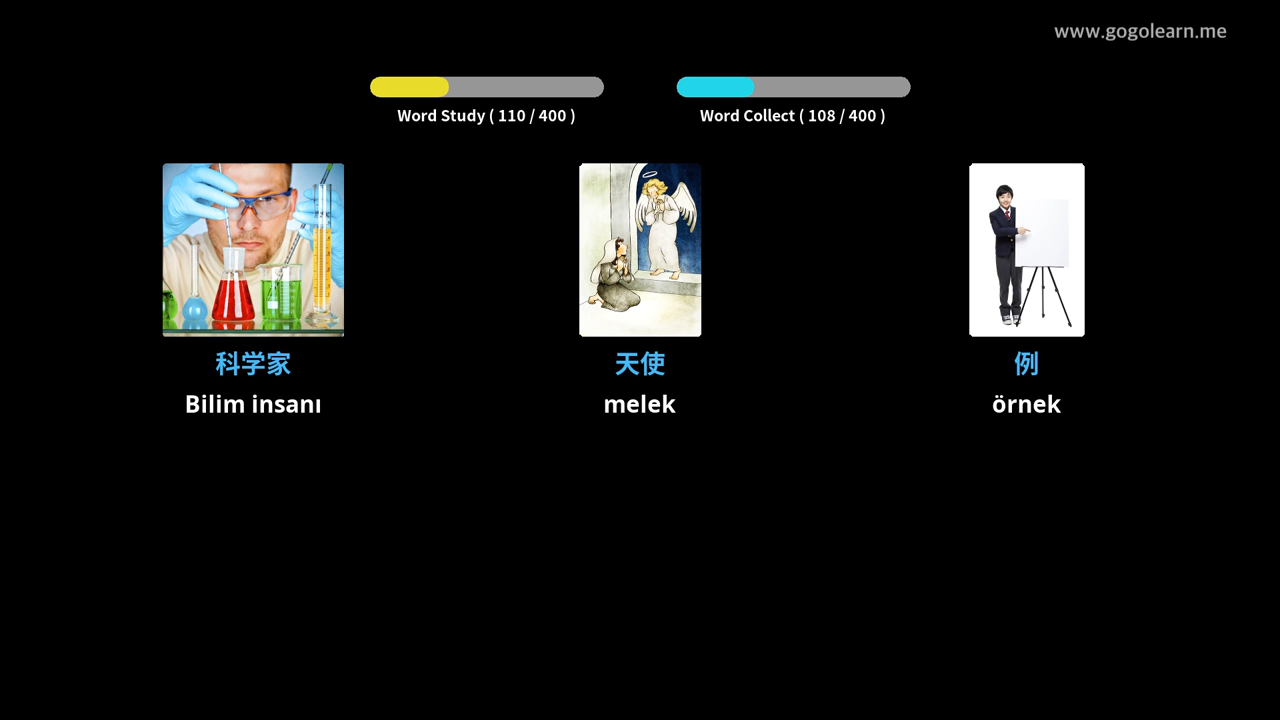 www.gogolearn.me
Word Study ( 110 / 400 )
Word Collect ( 108 / 400 )
科学家
Bilim insanı
天使
melek
例
örnek